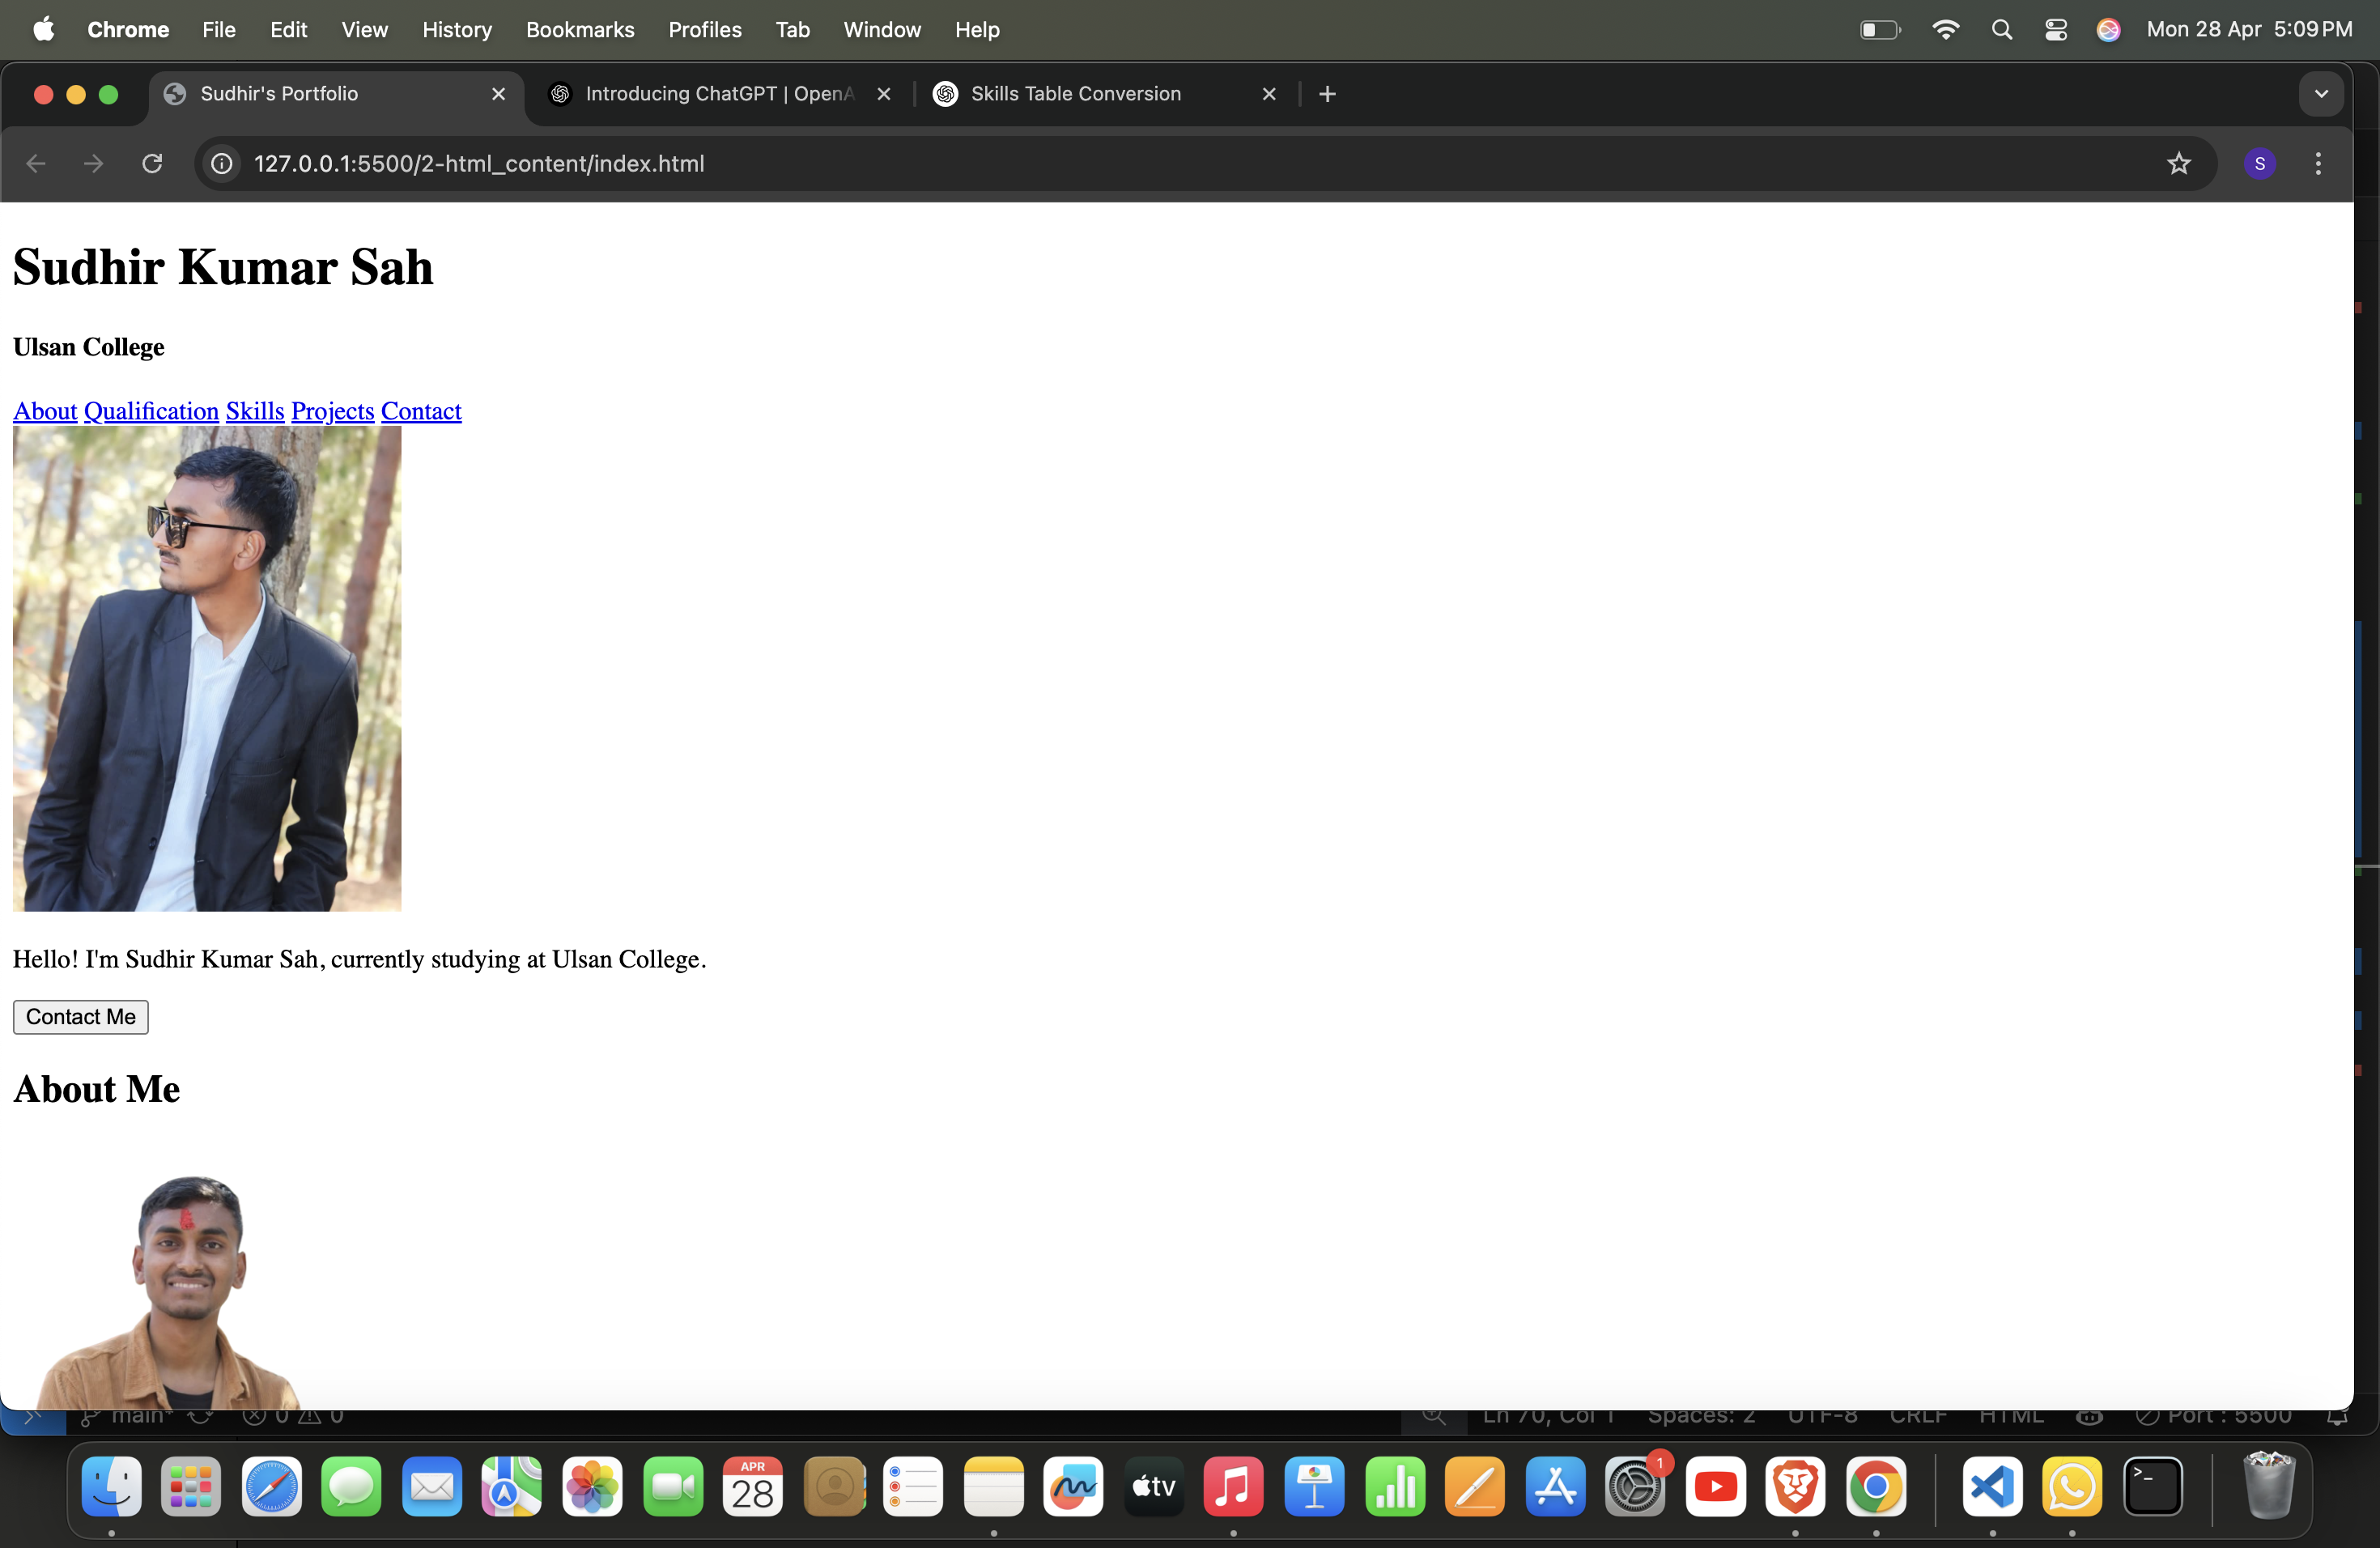 Chrome File Edit View History Bookmarks Profiles Tab Window Help Mon 28 Apr 5:09 PM
Sudhir's Portfolio Introducing ChatGPT | OpenA Skills Table Conversion
127.0.0.1:5500/2-html_content/index.html S
Sudhir Kumar Sah
Ulsan College
About Qualification Skills Projects Contact
Hello! I'm Sudhir Kumar Sah, currently studying at Ulsan College.
Contact Me
About Me
main* 0 0 Ln 70, Col 1 Spaces: 2 UTF-8 CRLF HTML Port : 5500
APR
28
tv
1
>_